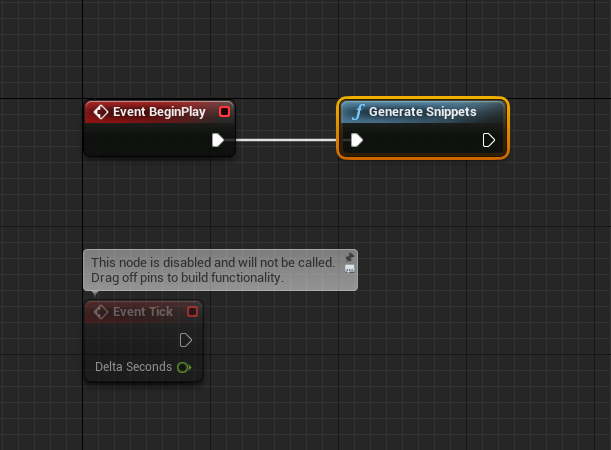 Event BeginPlay
f Generate Snippets
This node is disabled and will not be called.
Drag off pins to build functionality.
Event Tick
Delta Seconds